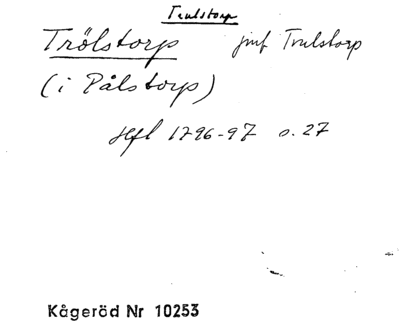 Trulstorp
Trölstorp jmf Trulstorp
(i Pålstorp)
Hfl 1796-97 s. 27
Kågeröd Nr 10253